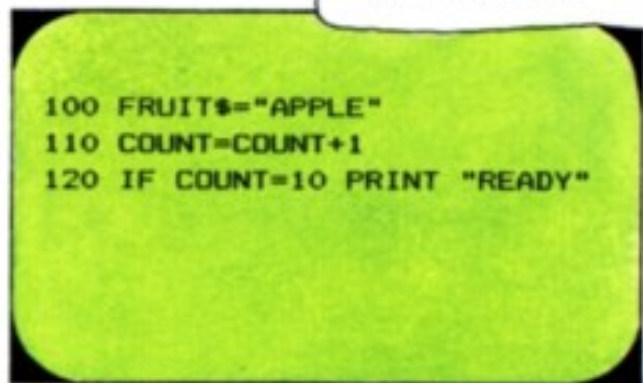 100 FRUIT$="APPLE"
110 COUNT=COUNT+1
120 IF COUNT=10 PRINT "READY"